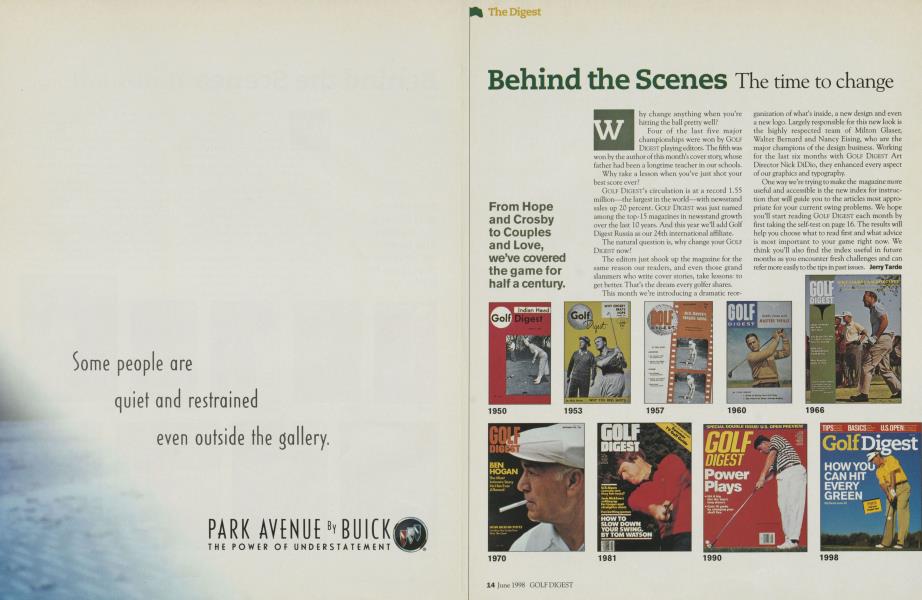 Some people are
quiet and restrained
even outside the gallery.
PARK AVENUE By BUICK
THE POWER OF UNDERSTATEMENT
The Digest
Behind the Scenes The time to change
From Hope
and Crosby
to Couples
and Love,
we've covered
the game for
half a century.
Why change anything when you're
hitting the ball pretty well?
Four of the last five major
championships were won by GOLF
DIGEST playing editors. The fifth was
won by the author of this month's cover story, whose
father had been a longtime teacher in our schools.
Why take a lesson when you've just shot your
best score ever?
GOLF DIGEST's circulation is at a record 1.55
million—the largest in the world—with newsstand
sales up 20 percent. GOLF DIGEST was just named
among the top-15 magazines in newsstand growth
over the last 10 years. And this year we'll add Golf
Digest Russia as our 24th international affiliate.
The natural question is, why change your GOLF
DIGEST now?
The editors just shook up the magazine for the
same reason our readers, and even those grand
slammers who write cover stories, take lessons: to
get better. That's the dream every golfer shares.
This month we're introducing a dramatic reor-
ganization of what's inside, a new design and even
a new logo. Largely responsible for this new look is
the highly respected team of Milton Glaser,
Walter Bernard and Nancy Eising, who are the
major champions of the design business. Working
for the last six months with GOLF DIGEST Art
Director Nick DiDio, they enhanced every aspect
of our graphics and typography.
One way we're trying to make the magazine more
useful and accessible is the new index for instruc-
tion that will guide you to the articles most appro-
priate for your current swing problems. We hope
you'll start reading GOLF DIGEST each month by
first taking the self-test on page 16. The results will
help you choose what to read first and what advice
is most important to your game right now. We
think you'll also find the index useful in future
months as you encounter fresh challenges and can
refer more easily to the tips in past issues. Jerry Tarde
Indian Head
Golf Digest
1950
Golf
Digest
1953
GOLF
DIGEST
1957
GOLF
DIGEST
1960
GOLF
DIGEST
1966
GOLF
DIGEST
BEN
HOGAN
1970
GOLF
DIGEST
HOW TO
SLOW DOWN
YOUR SWING,
BY TOM WATSON
1981
SPECIAL DOUBLE ISSUE! U.S. OPEN PREVIEW
GOLF
DIGEST
Power
Plays
1990
TIPS BASICS U.S. OPEN
Golf Digest
HOW YOU
CAN HIT
EVERY
GREEN
1998
14 June 1998 GOLF DIGEST